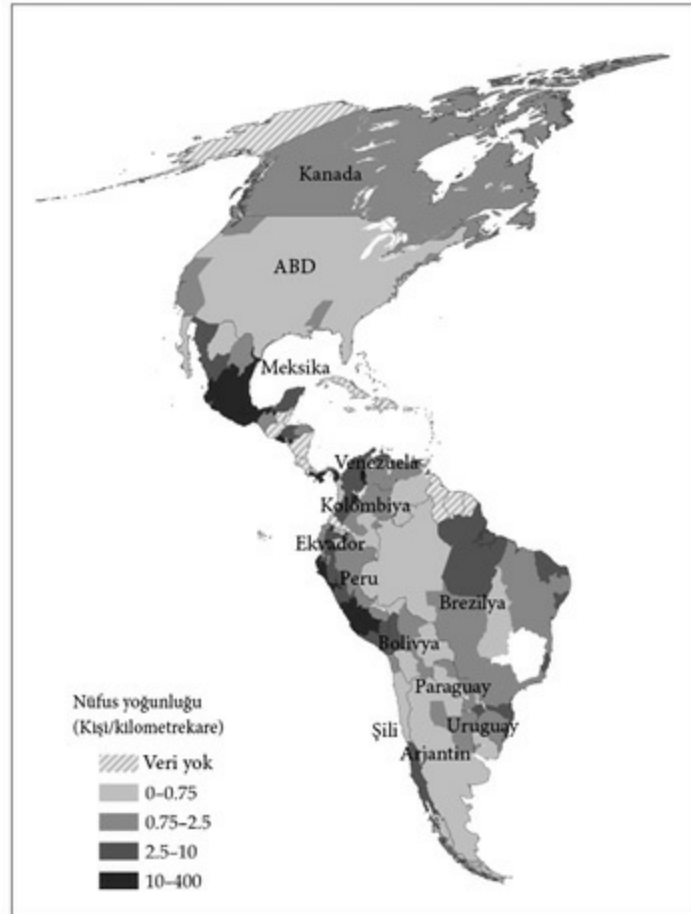 Kanada
ABD
Meksika
Venezuela
Kolombiya
Ekvador
Peru
Brezilya
Bolivya
Paraguay
Şili
Uruguay
Arjantin
Nüfus yoğunluğu
(Kişi/kilometrekare)
Veri yok
0–0.75
0.75–2.5
2.5–10
10–400